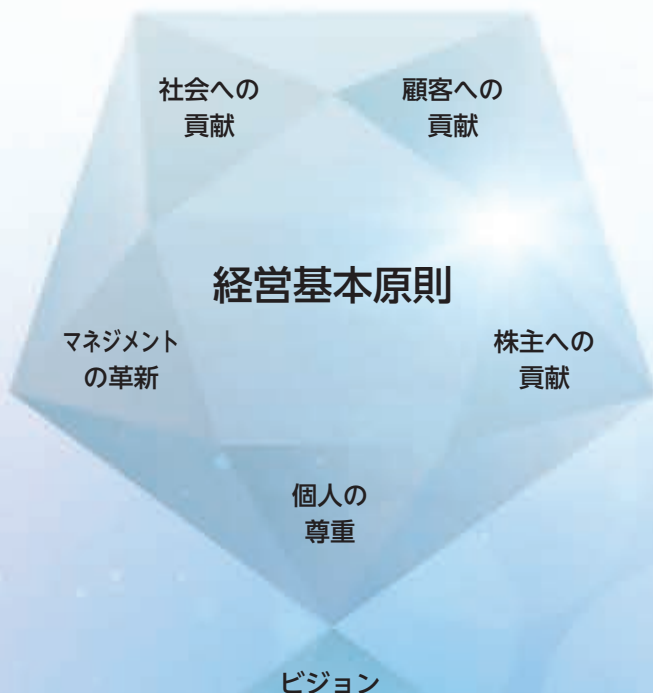 社会への
貢献
顧客への
貢献
経営基本原則
マネジメント
の革新
株主への
貢献
個人の
尊重
ビジョン